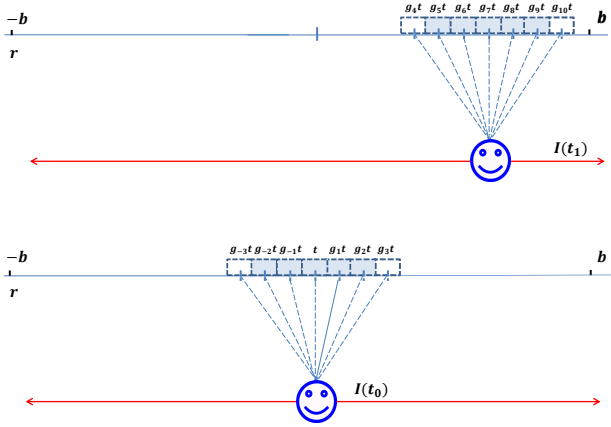 g₄t g₅t g₆t g₇t g₈t g₉t g₁₀t
−b b
r
I(t₁)
g₋₃t g₋₂t g₋₁t t g₁t g₂t g₃t
−b b
r
I(t₀)